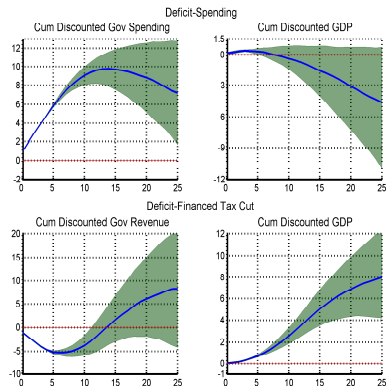 Deficit-Spending
Cum Discounted Gov Spending Cum Discounted GDP
12 1.5
10 0
8 -3
6
4 -6
2 -9
0
-2 -12
0 5 10 15 20 25 0 5 10 15 20 25
Deficit-Financed Tax Cut
Cum Discounted Gov Revenue Cum Discounted GDP
20 12
15 10
10 8
5 6
0 4
-5 2
0
-10 -1
0 5 10 15 20 25 0 5 10 15 20 25